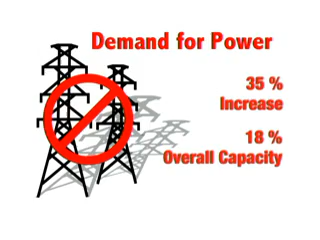 Demand for Power
35 %
Increase
18 %
Overall Capacity